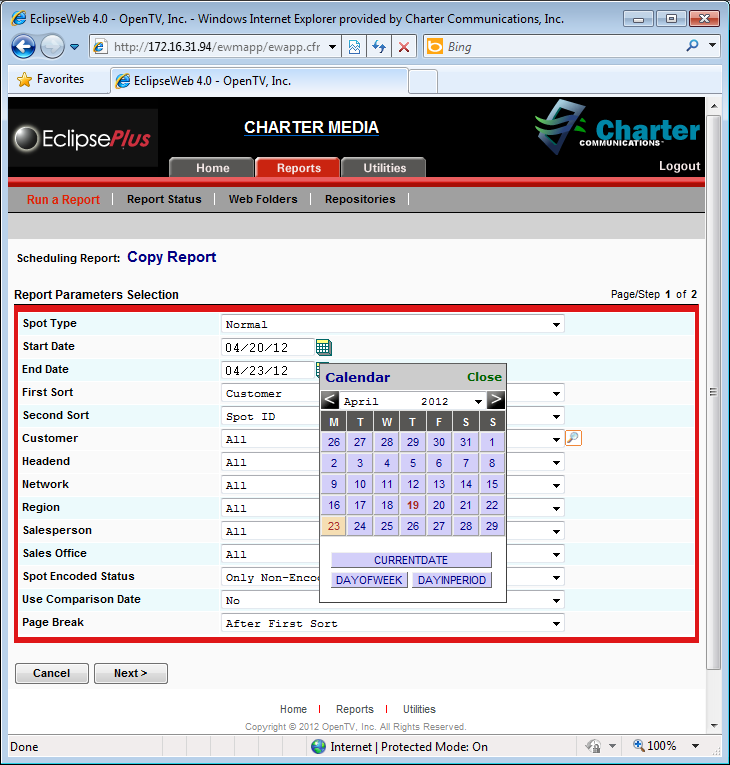 EclipseWeb 4.0 - OpenTV, Inc. - Windows Internet Explorer provided by Charter Communications, Inc.
http://172.16.31.94/ewmapp/ewapp.cfr
Bing
Favorites
EclipseWeb 4.0 - OpenTV, Inc.
EclipsePlus
CHARTER MEDIA
Charter
COMMUNICATIONS™
Home Reports Utilities
Logout
Run a Report Report Status Web Folders Repositories
Scheduling Report: Copy Report
Report Parameters Selection Page/Step 1 of 2
Spot Type Normal
Start Date 04/20/12
End Date 04/23/12
First Sort Customer
Second Sort Spot ID
Customer All
Headend All
Network All
Region All
Salesperson All
Sales Office All
Spot Encoded Status Only Non-Enco
Use Comparison Date No
Page Break After First Sort
Calendar Close
< April 2012 >
M T W T F S S
26 27 28 29 30 31 1
2 3 4 5 6 7 8
9 10 11 12 13 14 15
16 17 18 19 20 21 22
23 24 25 26 27 28 29
CURRENTDATE
DAYOFWEEK DAYINPERIOD
Cancel Next >
Home | Reports | Utilities
Copyright © 2012 OpenTV, Inc. All Rights Reserved.
Done Internet | Protected Mode: On 100%